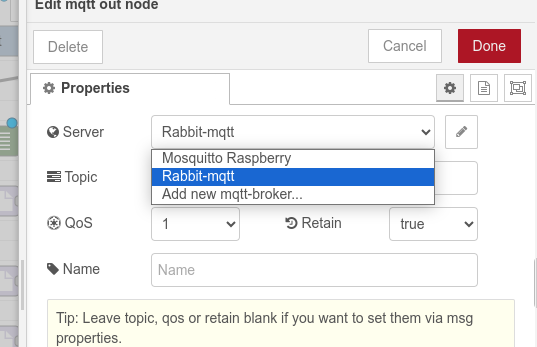 Edit mqtt out node
Delete
Cancel
Done
Properties
Server
Rabbit-mqtt
Mosquitto Raspberry
Topic
Rabbit-mqtt
Add new mqtt-broker...
QoS
1
Retain
true
Name
Name
Tip: Leave topic, qos or retain blank if you want to set them via msg
properties.